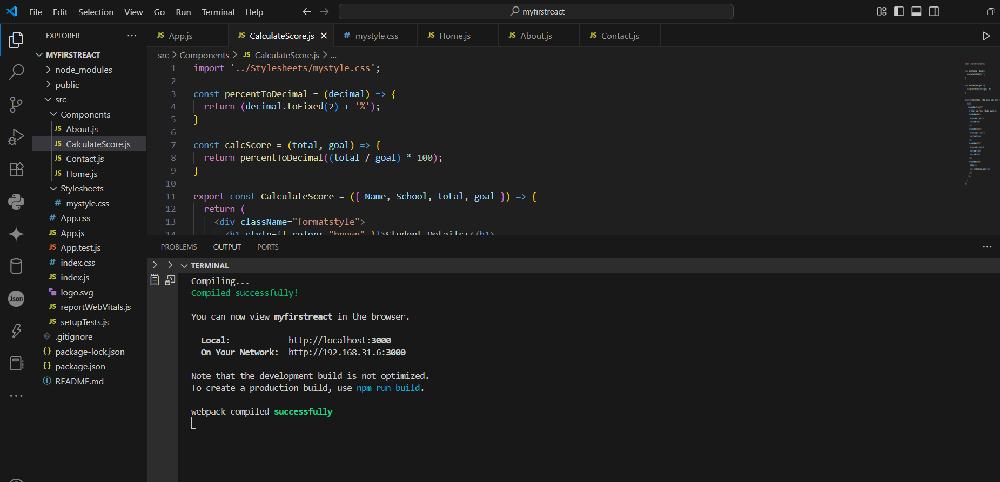 File Edit Selection View Go Run Terminal Help
myfirstreact
EXPLORER
MYFIRSTREACT
node_modules
public
src
Components
JS About.js
JS CalculateScore.js
JS Contact.js
JS Home.js
Stylesheets
# mystyle.css
# App.css
JS App.js
JS App.test.js
# index.css
JS index.js
logo.svg
JS reportWebVitals.js
JS setupTests.js
.gitignore
{} package-lock.json
{} package.json
README.md
Json
JS App.js JS CalculateScore.js # mystyle.css JS Home.js JS About.js JS Contact.js
src > Components > JS CalculateScore.js > ...
1 import '../Stylesheets/mystyle.css';
2
3 const percentToDecimal = (decimal) => {
4 return (decimal.toFixed(2) + '%');
5 }
6
7 const calcScore = (total, goal) => {
8 return percentToDecimal((total / goal) * 100);
9 }
10
11 export const CalculateScore = ({ Name, School, total, goal }) => {
12 return (
13 <div className="formatstyle">
14 <h1 style={{ color: "brown" }}>Student Details:</h1>
PROBLEMS OUTPUT PORTS
TERMINAL
Compiling...
Compiled successfully!
You can now view myfirstreact in the browser.
Local: http://localhost:3000
On Your Network: http://192.168.31.6:3000
Note that the development build is not optimized.
To create a production build, use npm run build.
webpack compiled successfully